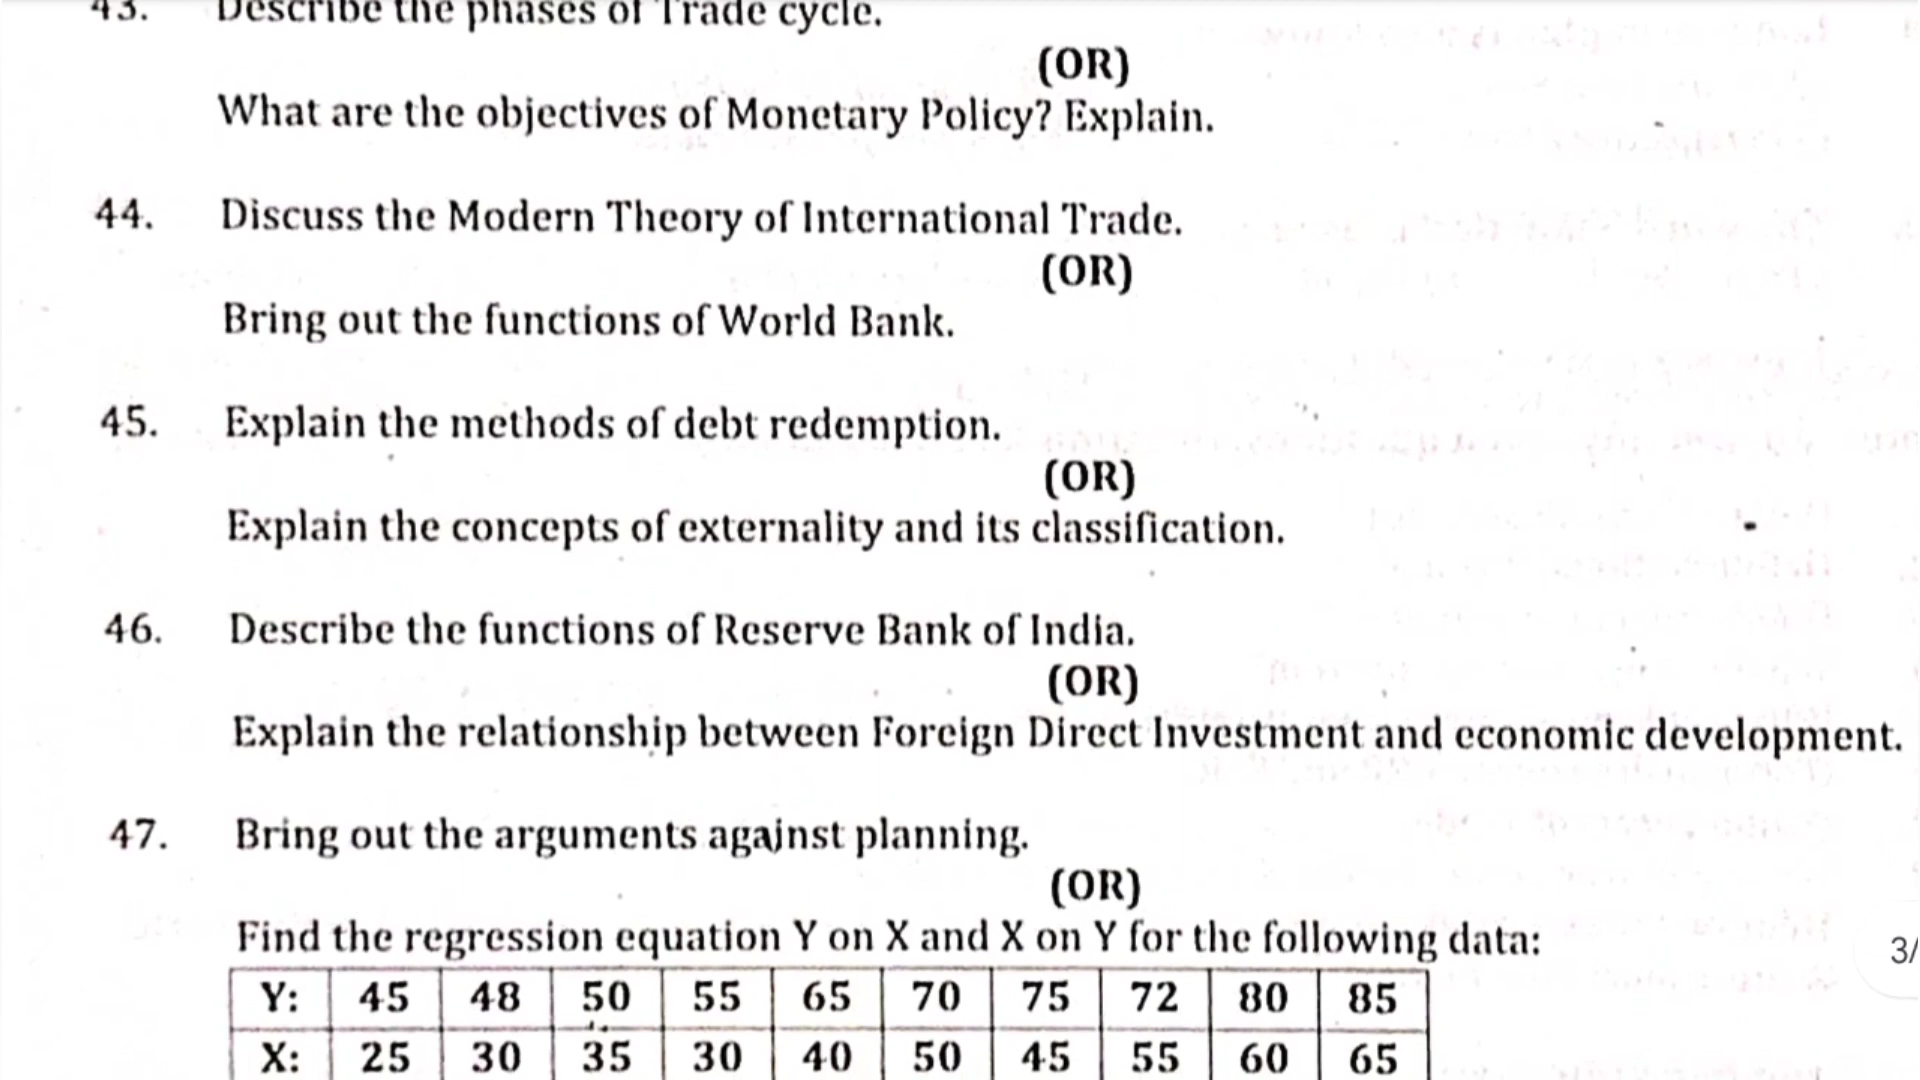 43. Describe the phases of Trade cycle.
(OR)
What are the objectives of Monetary Policy? Explain.
44. Discuss the Modern Theory of International Trade.
(OR)
Bring out the functions of World Bank.
45. Explain the methods of debt redemption.
(OR)
Explain the concepts of externality and its classification.
46. Describe the functions of Reserve Bank of India.
(OR)
Explain the relationship between Foreign Direct Investment and economic development.
47. Bring out the arguments against planning.
(OR)
Find the regression equation Y on X and X on Y for the following data:
3/
Y: 45 48 50 55 65 70 75 72 80 85
X: 25 30 35 30 40 50 45 55 60 65